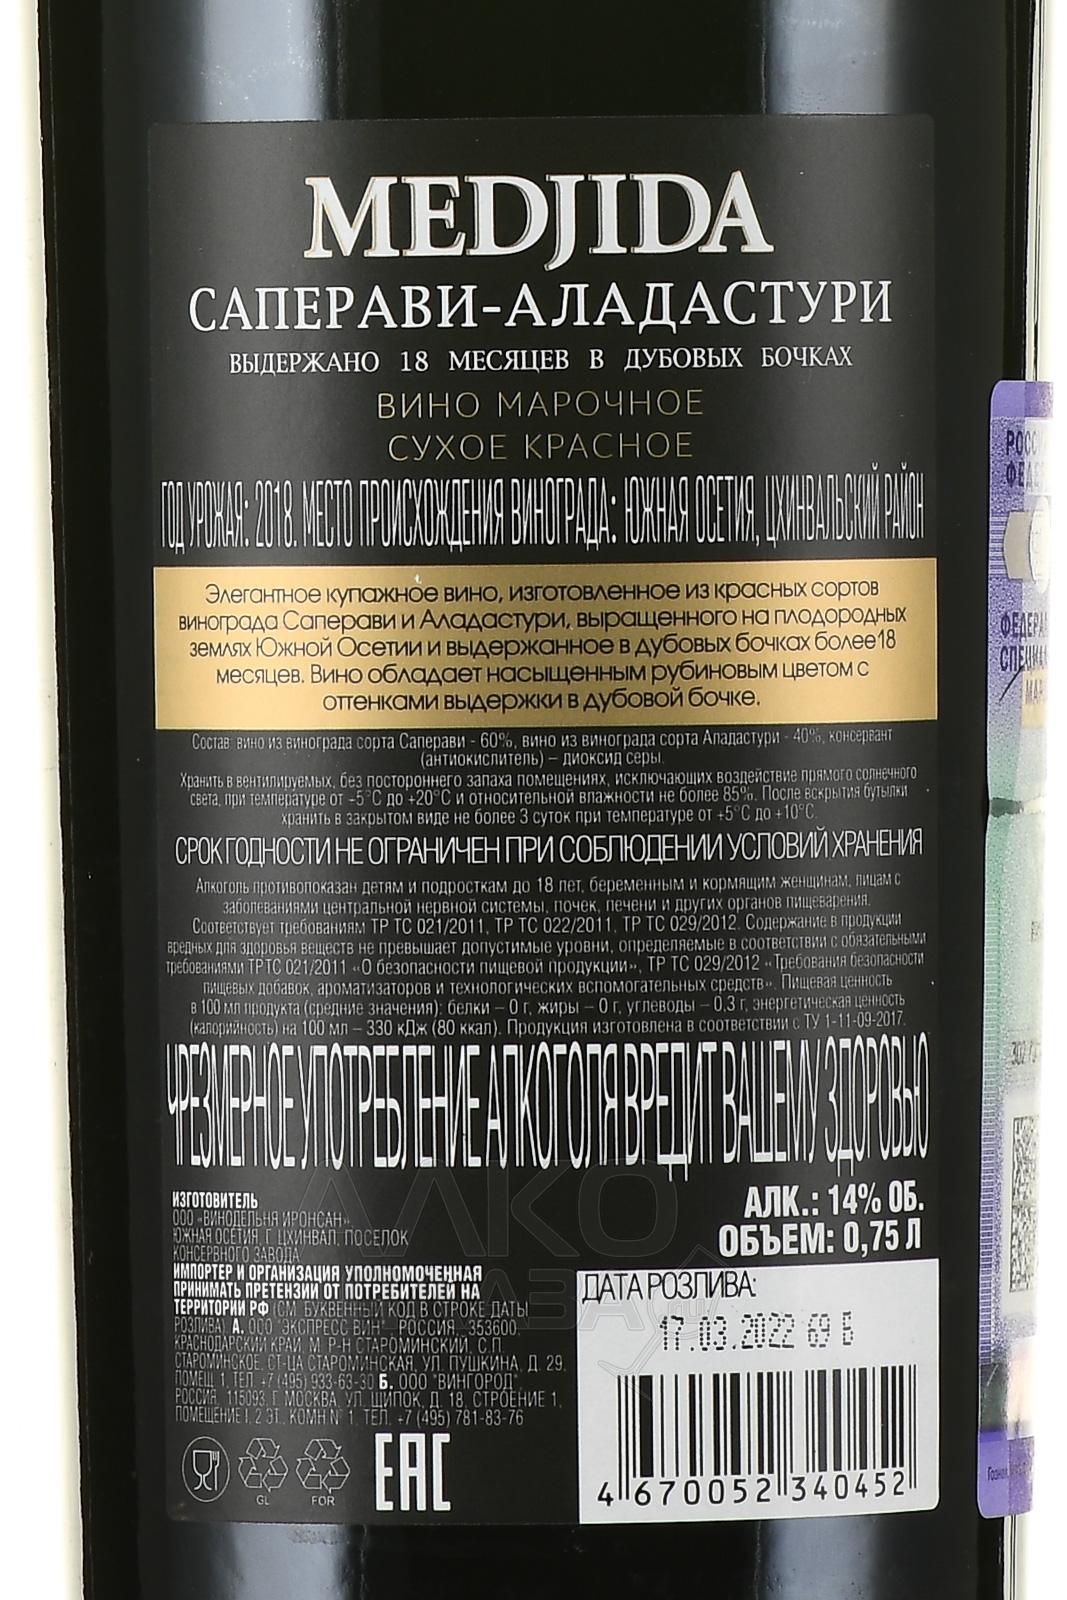 MEDJIDA
САПЕРАВИ-АЛАДАСТУРИ
ВЫДЕРЖАНО 18 МЕСЯЦЕВ В ДУБОВЫХ БОЧКАХ
ВИНО МАРОЧНОЕ
СУХОЕ КРАСНОЕ
ГОД УРОЖАЯ: 2018. МЕСТО ПРОИСХОЖДЕНИЯ ВИНОГРАДА: ЮЖНАЯ ОСЕТИЯ, ЦХИНВАЛЬСКИЙ РАЙОН
Элегантное купажное вино, изготовленное из красных сортов
винограда Саперави и Аладастури, выращенного на плодородных
землях Южной Осетии и выдержанное в дубовых бочках более18
месяцев. Вино обладает насыщенным рубиновым цветом с
оттенками выдержки в дубовой бочке.
Состав: вино из винограда сорта Саперави - 60%, вино из винограда сорта Аладастури - 40%, консервант
(антиокислитель) – диоксид серы.
Хранить в вентилируемых, без постороннего запаха помещениях, исключающих воздействие прямого солнечного
света, при температуре от -5°C до +20°C и относительной влажности не более 85%. После вскрытия бутылки
хранить в закрытом виде не более 3 суток при температуре от +5°C до +10°C.
СРОК ГОДНОСТИ НЕ ОГРАНИЧЕН ПРИ СОБЛЮДЕНИИ УСЛОВИЙ ХРАНЕНИЯ
Алкоголь противопоказан детям и подросткам до 18 лет, беременным и кормящим женщинам, лицам с
заболеваниями центральной нервной системы, почек, печени и других органов пищеварения.
Соответствует требованиям ТР ТС 021/2011, ТР ТС 022/2011, ТР ТС 029/2012. Содержание в продукции
вредных для здоровья веществ не превышает допустимые уровни, определяемые в соответствии с обязательными
требованиями ТР ТС 021/2011 «О безопасности пищевой продукции», ТР ТС 029/2012 «Требования безопасности
пищевых добавок, ароматизаторов и технологических вспомогательных средств». Пищевая ценность
в 100 мл продукта (средние значения): белки – 0 г, жиры – 0 г, углеводы – 0,3 г, энергетическая ценность
(калорийность) на 100 мл – 330 кДж (80 ккал). Продукция изготовлена в соответствии с ТУ 1-11-09-2017.
ЧРЕЗМЕРНОЕ УПОТРЕБЛЕНИЕ АЛКОГОЛЯ ВРЕДИТ ВАШЕМУ ЗДОРОВЬЮ
АЛК.: 14% ОБ.
ОБЪЕМ: 0,75 Л
ИЗГОТОВИТЕЛЬ
ООО «ВИНОДЕЛЬНЯ ИРОНСАН»,
ЮЖНАЯ ОСЕТИЯ, Г. ЦХИНВАЛ, ПОСЕЛОК
КОНСЕРВНОГО ЗАВОДА
ИМПОРТЕР И ОРГАНИЗАЦИЯ УПОЛНОМОЧЕННАЯ
ПРИНИМАТЬ ПРЕТЕНЗИИ ОТ ПОТРЕБИТЕЛЕЙ НА
ТЕРРИТОРИИ РФ (СМ. БУКВЕННЫЙ КОД В СТРОКЕ ДАТЫ
РОЗЛИВА) А. ООО "ЭКСПРЕСС ВИН" – РОССИЯ, 353600,
КРАСНОДАРСКИЙ КРАЙ, М. Р-Н СТАРОМИНСКИЙ, С.П.
СТАРОМИНСКОЕ, СТ-ЦА СТАРОМИНСКАЯ, УЛ. ПУШКИНА, Д. 29.
ПОМЕЩ. 1, ТЕЛ. +7 (495) 933-63-30 Б. ООО "ВИНГОРОД",
РОССИЯ, 115093, Г. МОСКВА, УЛ. ЩИПОК, Д. 18, СТРОЕНИЕ 1,
ПОМЕЩЕНИЕ I, 2 ЭТ., КОМН N° 1, ТЕЛ. +7 (495) 781-83-76
GL
FOR
EAC
ДАТА РОЗЛИВА:
17.03.2022 69 Б
4 670052 340452
АЛКО